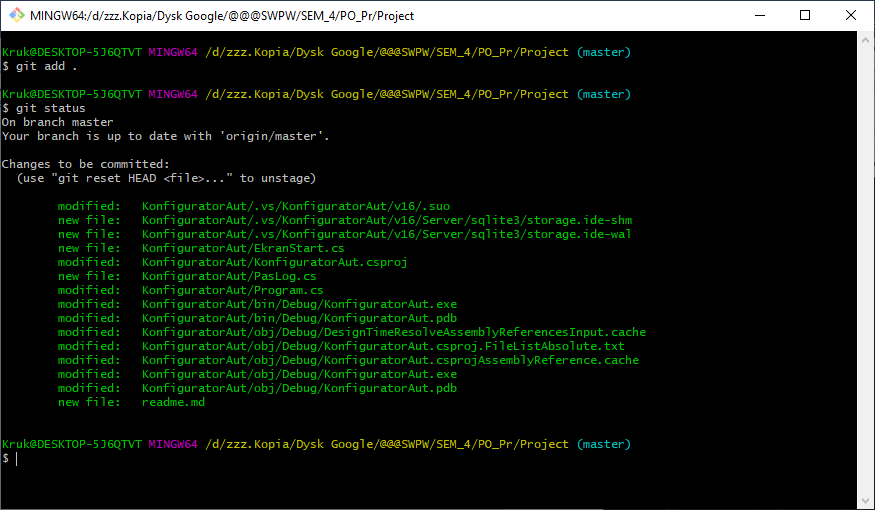 MINGW64:/d/zzz.Kopia/Dysk Google/@@@SWPW/SEM_4/PO_Pr/Project
Kruk@DESKTOP-5J6QTVT MINGW64 /d/zzz.Kopia/Dysk Google/@@@SWPW/SEM_4/PO_Pr/Project (master)
$ git add .
Kruk@DESKTOP-5J6QTVT MINGW64 /d/zzz.Kopia/Dysk Google/@@@SWPW/SEM_4/PO_Pr/Project (master)
$ git status
On branch master
Your branch is up to date with 'origin/master'.
Changes to be committed:
  (use "git reset HEAD <file>..." to unstage)
        modified:   KonfiguratorAut/.vs/KonfiguratorAut/v16/.suo
        new file:   KonfiguratorAut/.vs/KonfiguratorAut/v16/Server/sqlite3/storage.ide-shm
        new file:   KonfiguratorAut/.vs/KonfiguratorAut/v16/Server/sqlite3/storage.ide-wal
        new file:   KonfiguratorAut/EkranStart.cs
        modified:   KonfiguratorAut/KonfiguratorAut.csproj
        new file:   KonfiguratorAut/PasLog.cs
        modified:   KonfiguratorAut/Program.cs
        modified:   KonfiguratorAut/bin/Debug/KonfiguratorAut.exe
        modified:   KonfiguratorAut/bin/Debug/KonfiguratorAut.pdb
        modified:   KonfiguratorAut/obj/Debug/DesignTimeResolveAssemblyReferencesInput.cache
        modified:   KonfiguratorAut/obj/Debug/KonfiguratorAut.csproj.FileListAbsolute.txt
        modified:   KonfiguratorAut/obj/Debug/KonfiguratorAut.csprojAssemblyReference.cache
        modified:   KonfiguratorAut/obj/Debug/KonfiguratorAut.exe
        modified:   KonfiguratorAut/obj/Debug/KonfiguratorAut.pdb
        new file:   readme.md
Kruk@DESKTOP-5J6QTVT MINGW64 /d/zzz.Kopia/Dysk Google/@@@SWPW/SEM_4/PO_Pr/Project (master)
$